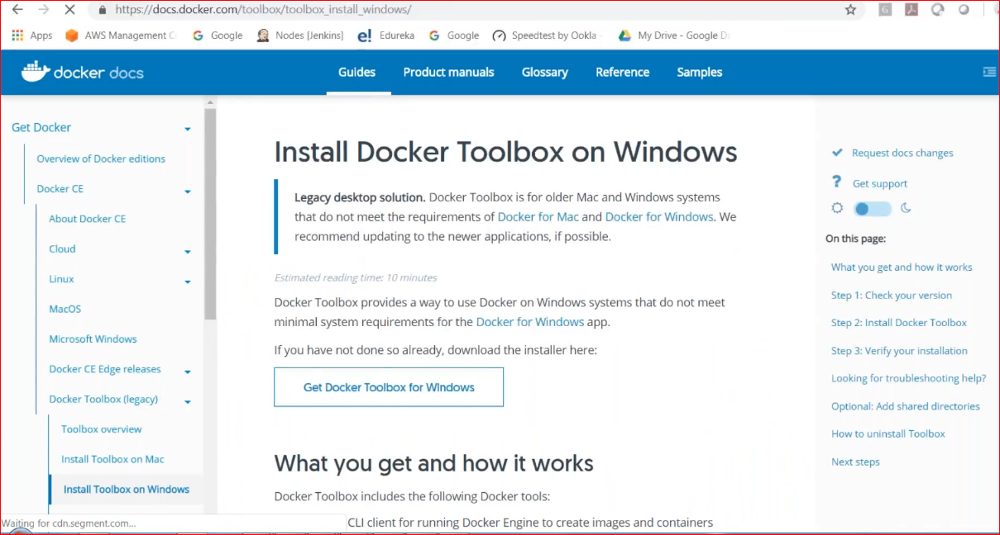 https://docs.docker.com/toolbox/toolbox_install_windows/
Apps
AWS Management C
Google
Nodes [Jenkins]
e!
Edureka
Google
Speedtest by Ookla -
My Drive - Google D
docker docs
Guides
Product manuals
Glossary
Reference
Samples
Get Docker
Overview of Docker editions
Docker CE
About Docker CE
Cloud
Linux
MacOS
Microsoft Windows
Docker CE Edge releases
Docker Toolbox (legacy)
Toolbox overview
Install Toolbox on Mac
Install Toolbox on Windows
Waiting for cdn.segment.com...
Install Docker Toolbox on Windows
Legacy desktop solution. Docker Toolbox is for older Mac and Windows systems
that do not meet the requirements of Docker for Mac and Docker for Windows. We
recommend updating to the newer applications, if possible.
Estimated reading time: 10 minutes
Docker Toolbox provides a way to use Docker on Windows systems that do not meet
minimal system requirements for the Docker for Windows app.
If you have not done so already, download the installer here:
Get Docker Toolbox for Windows
What you get and how it works
Docker Toolbox includes the following Docker tools:
CLI client for running Docker Engine to create images and containers
Request docs changes
? Get support
On this page:
What you get and how it works
Step 1: Check your version
Step 2: Install Docker Toolbox
Step 3: Verify your installation
Looking for troubleshooting help?
Optional: Add shared directories
How to uninstall Toolbox
Next steps